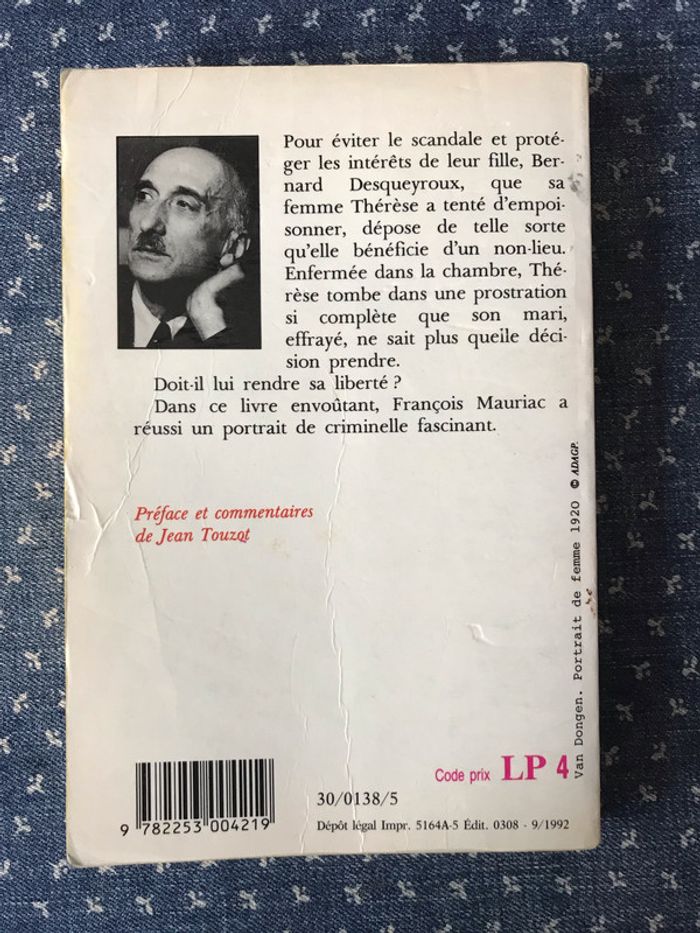 Pour éviter le scandale et proté-
ger les intérêts de leur fille, Ber-
nard Desqueyroux, que sa
femme Thérèse a tenté d'empoi-
sonner, dépose de telle sorte
qu'elle bénéficie d'un non-lieu.
Enfermée dans la chambre, Thé-
rèse tombe dans une prostration
si complète que son mari,
effrayé, ne sait plus quelle déci-
sion prendre.
Doit-il lui rendre sa liberté ?
Dans ce livre envoûtant, François Mauriac a
réussi un portrait de criminelle fascinant.
Préface et commentaires
de Jean Touzot
Van Dongen. Portrait de femme 1920 © ADAGP.
Code prix LP 4
30/0138/5
9 782253 004219
Dépôt légal Impr. 5164A-5 Édit. 0308 - 9/1992